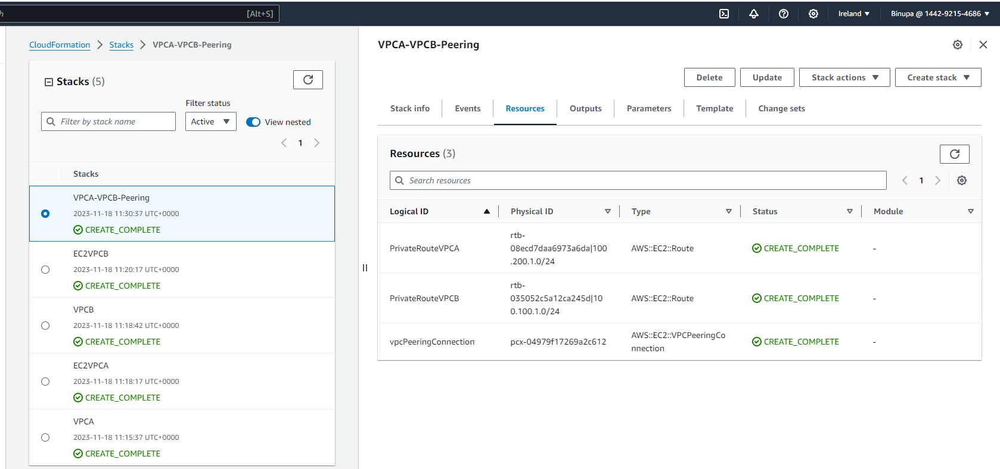 h
[Alt+S]
Ireland
Binupa @ 1442-9215-4686
CloudFormation
Stacks
VPCA-VPCB-Peering
Stacks (5)
Filter status
Filter by stack name
Active
View nested
1
Stacks
VPCA-VPCB-Peering
2023-11-18 11:30:37 UTC+0000
CREATE_COMPLETE
EC2VPCB
2023-11-18 11:20:17 UTC+0000
CREATE_COMPLETE
VPCB
2023-11-18 11:18:42 UTC+0000
CREATE_COMPLETE
EC2VPCA
2023-11-18 11:18:17 UTC+0000
CREATE_COMPLETE
VPCA
2023-11-18 11:15:37 UTC+0000
CREATE_COMPLETE
VPCA-VPCB-Peering
Delete
Update
Stack actions
Create stack
Stack info
Events
Resources
Outputs
Parameters
Template
Change sets
Resources (3)
Search resources
1
Logical ID
Physical ID
Type
Status
Module
PrivateRouteVPCA
rtb-
08ecd7daa6973a6da|100
.200.1.0/24
AWS::EC2::Route
CREATE_COMPLETE
-
PrivateRouteVPCB
rtb-
035052c5a12ca245d|10
0.100.1.0/24
AWS::EC2::Route
CREATE_COMPLETE
-
vpcPeeringConnection
pcx-04979f17269a2c612
AWS::EC2::VPCPeeringCo
nnection
CREATE_COMPLETE
-